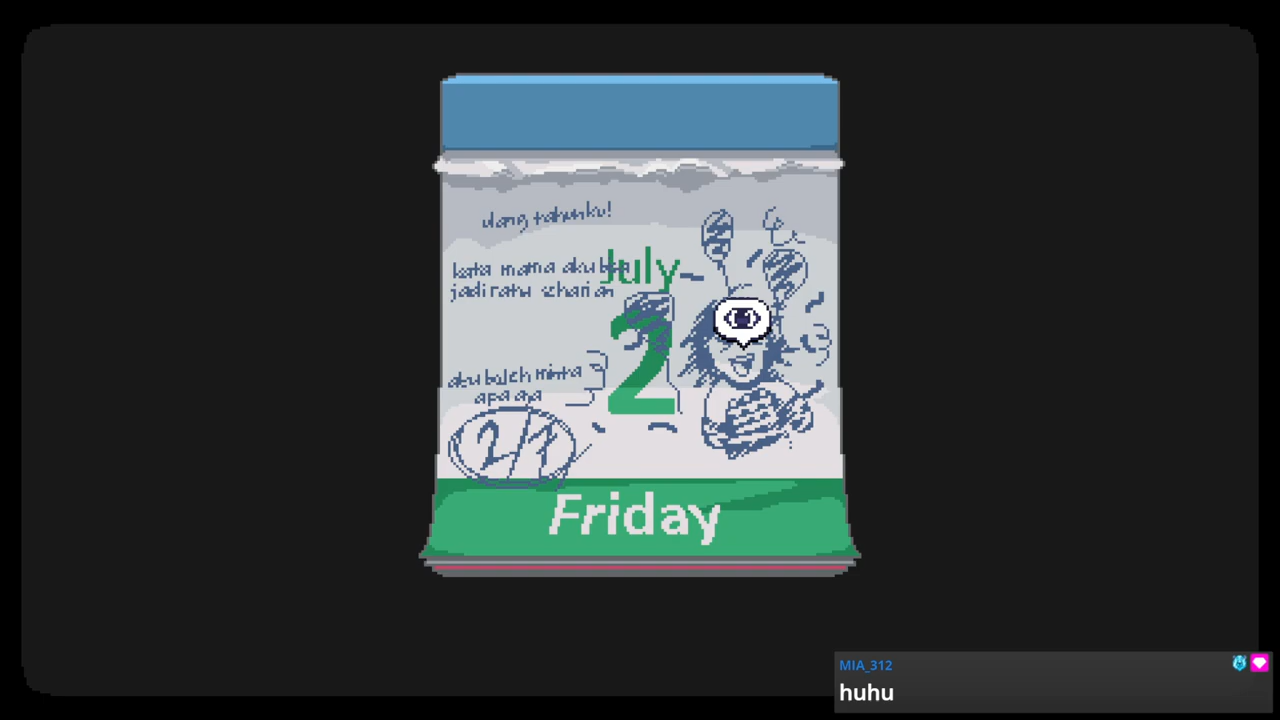 ulang tahunku!
kata mama aku bisa
jadi ratu seharian
July
2
aku boleh minta
apa aja
2/7
Friday
MIA_312
huhu